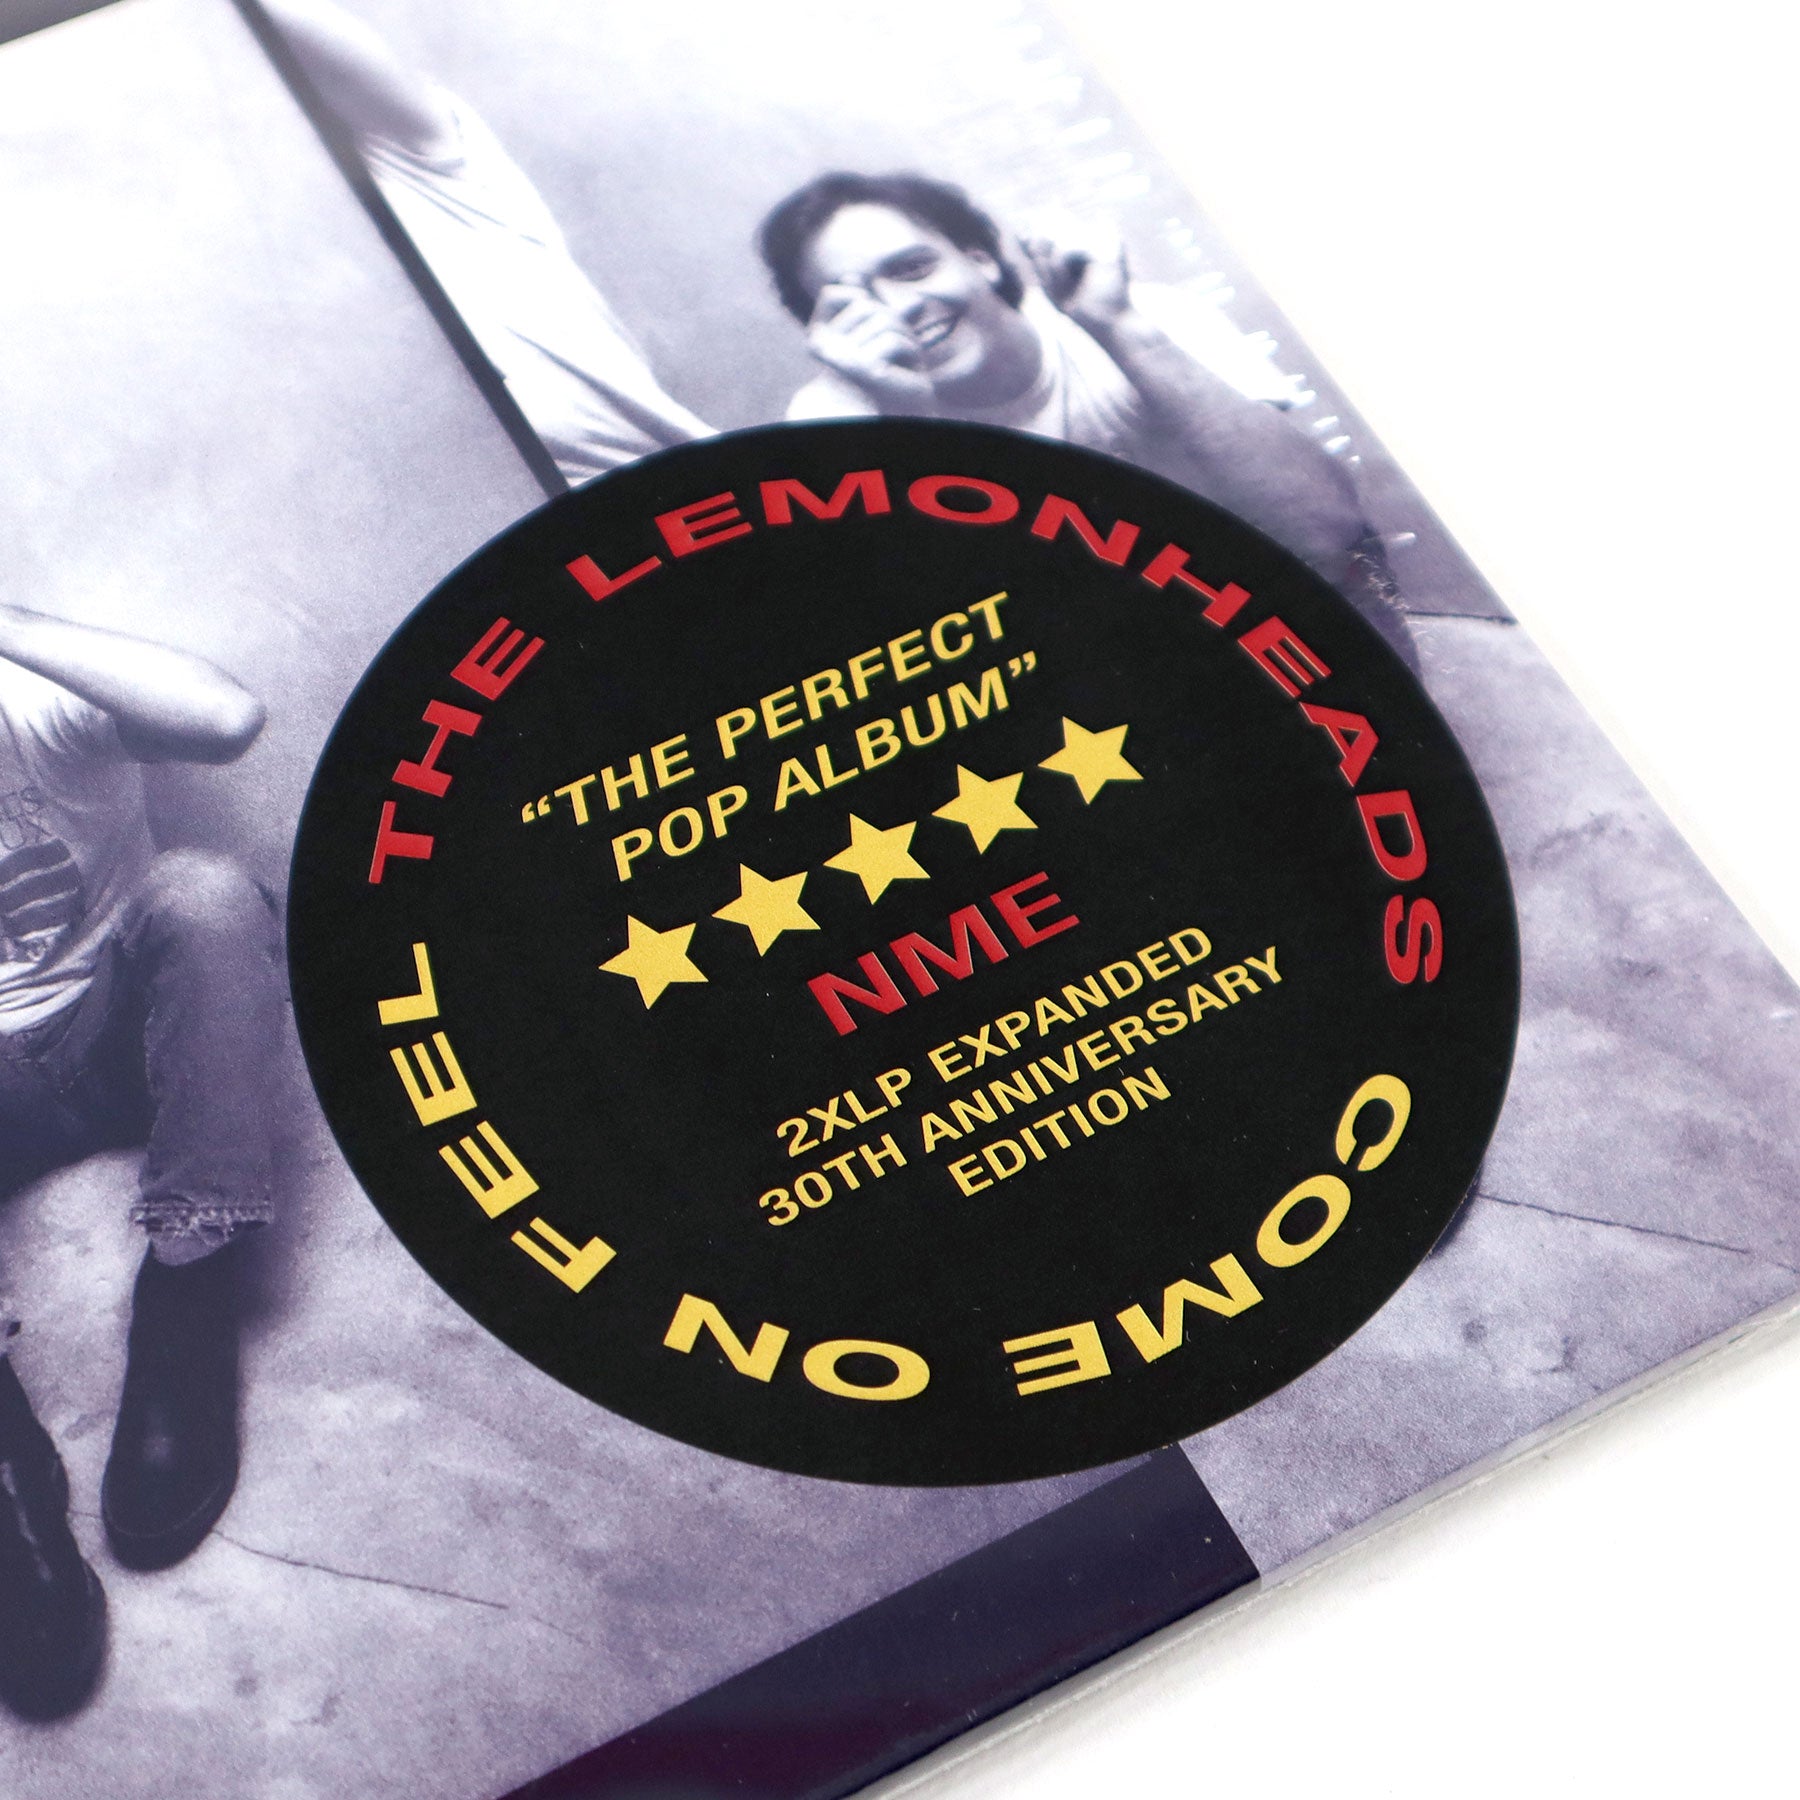 THE LEMONHEADS
“THE PERFECT
POP ALBUM”
NME
2XLP EXPANDED
30TH ANNIVERSARY
EDITION
COME ON FEEL